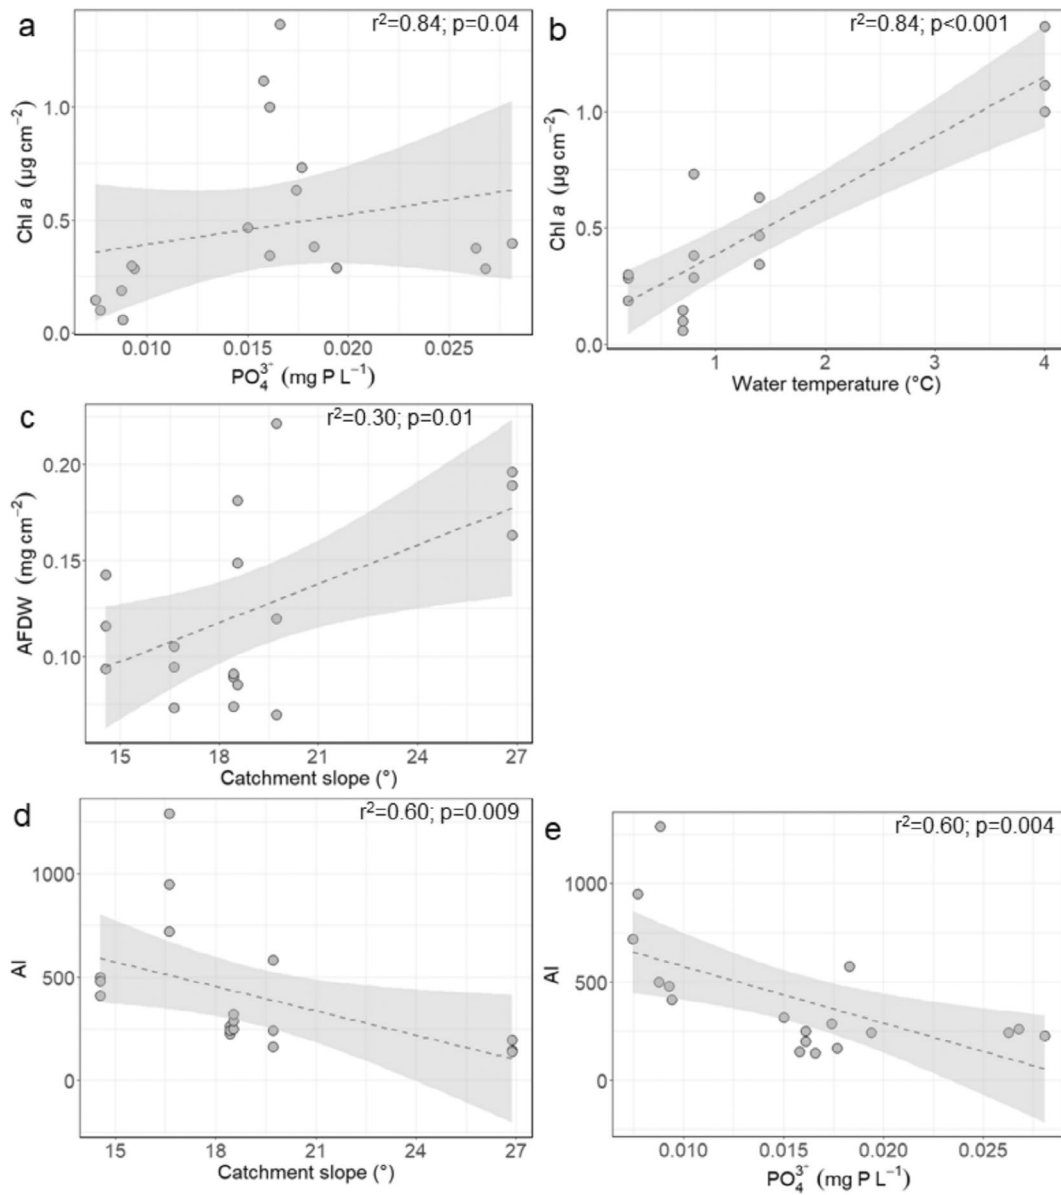 a
r²=0.84; p=0.04
Chl a (µg cm⁻²)
1.0
0.5
0.0
0.010 0.015 0.020 0.025
PO₄³⁻ (mg P L⁻¹)
b
r²=0.84; p<0.001
Chl a (µg cm⁻²)
1.0
0.5
0.0
1 2 3 4
Water temperature (°C)
c
r²=0.30; p=0.01
AFDW (mg cm⁻²)
0.20
0.15
0.10
15 18 21 24 27
Catchment slope (°)
d
r²=0.60; p=0.009
AI
1000
500
0
15 18 21 24 27
Catchment slope (°)
e
r²=0.60; p=0.004
AI
1000
500
0
0.010 0.015 0.020 0.025
PO₄³⁻ (mg P L⁻¹)